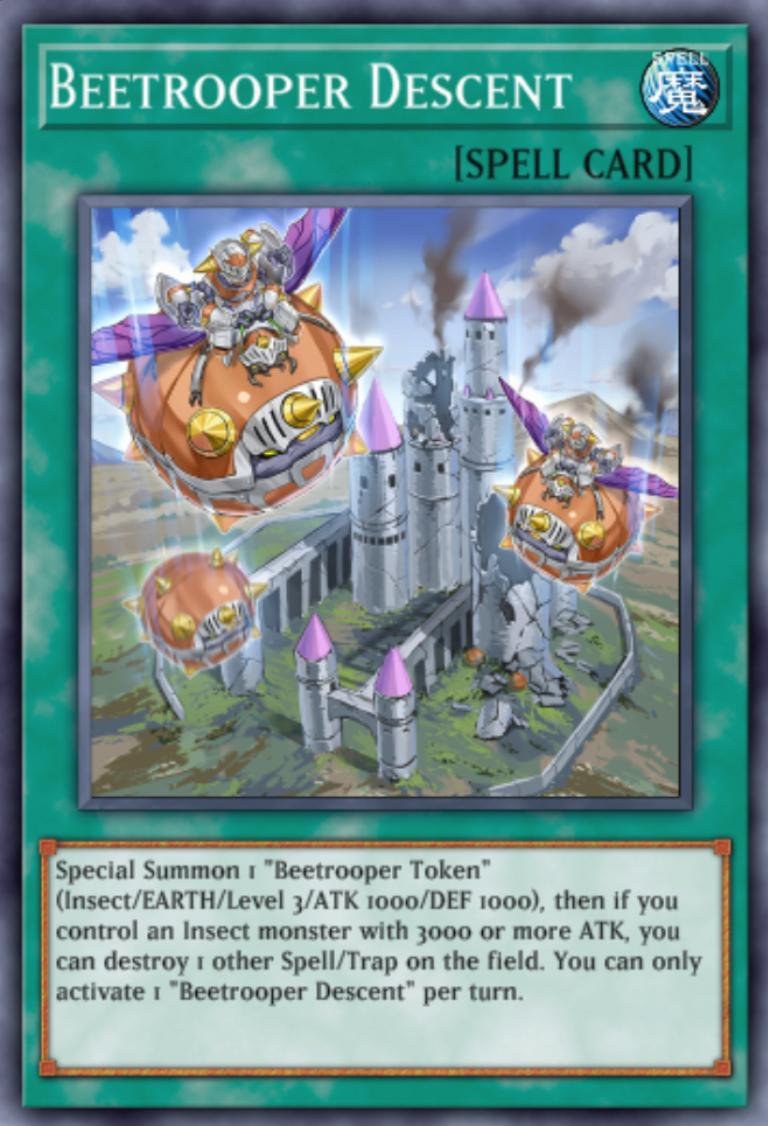 BEETROOPER DESCENT
SPELL
魔
[SPELL CARD]
Special Summon 1 "Beetrooper Token"
(Insect/EARTH/Level 3/ATK 1000/DEF 1000), then if you
control an Insect monster with 3000 or more ATK, you
can destroy 1 other Spell/Trap on the field. You can only
activate 1 "Beetrooper Descent" per turn.